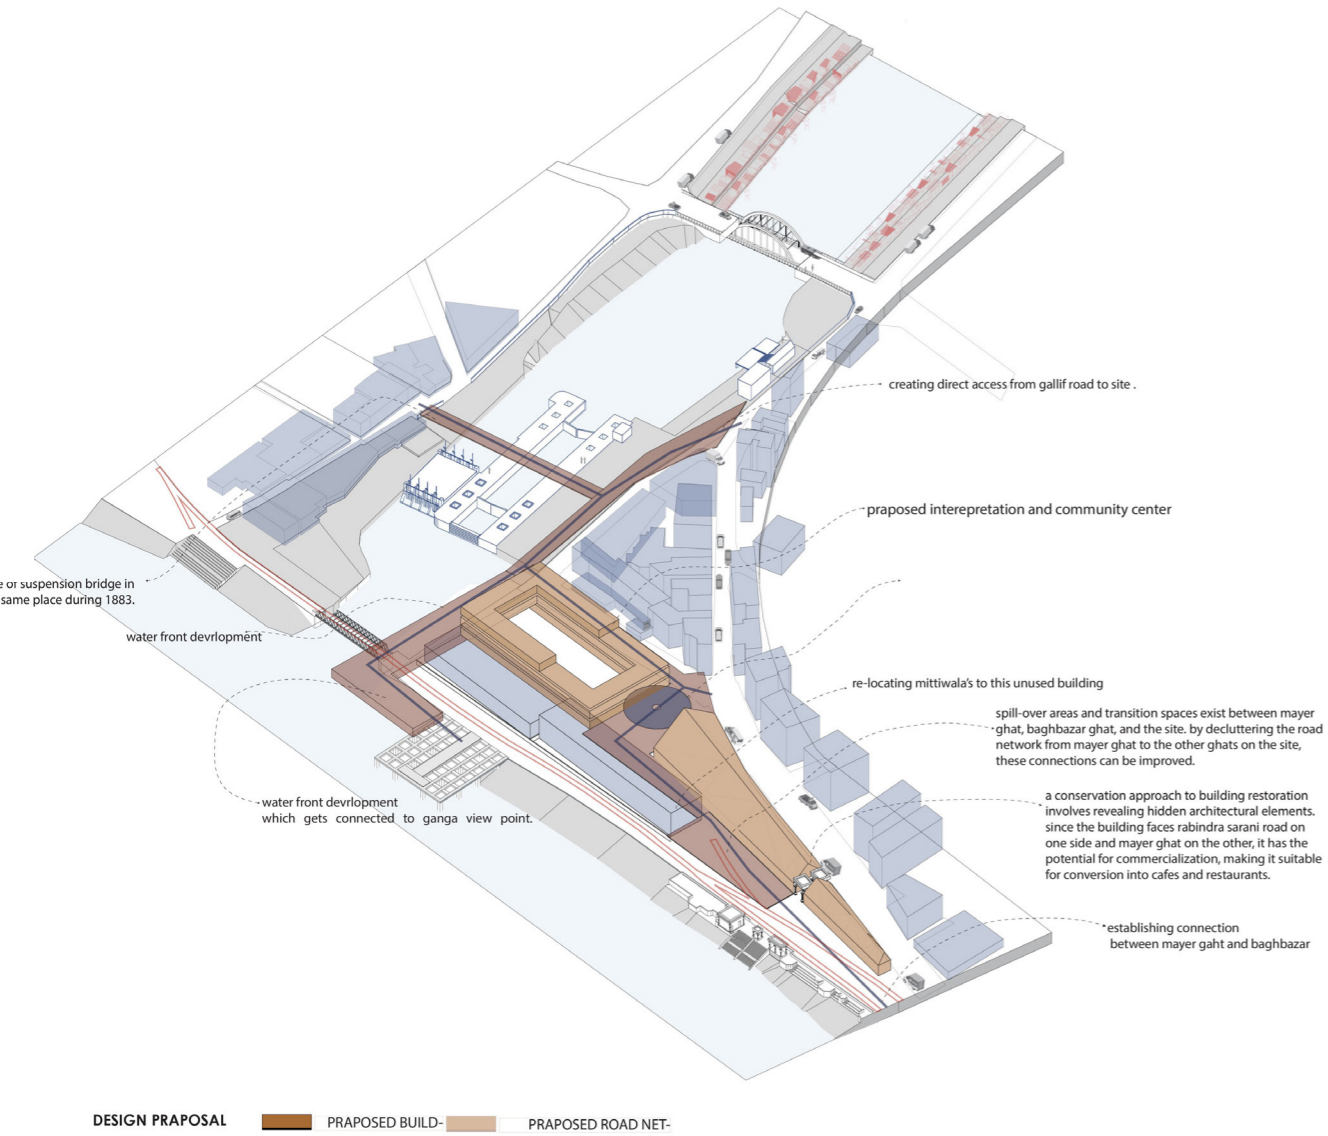 creating direct access from gallif road to site .
praposed interepretation and community center
of suspension bridge in
same place during 1883.
water front devrlopment
re-locating mittiwala's to this unused building
spill-over areas and transition spaces exist between mayer
ghat, baghbazar ghat, and the site. by decluttering the road
network from mayer ghat to the other ghats on the site,
these connections can be improved.
water front devrlopment
which gets connected to ganga view point.
a conservation approach to building restoration
involves revealing hidden architectural elements.
since the building faces rabindra sarani road on
one side and mayer ghat on the other, it has the
potential for commercialization, making it suitable
for conversion into cafes and restaurants.
establishing connection
between mayer gaht and baghbazar
DESIGN PRAPOSAL PRAPOSED BUILD- PRAPOSED ROAD NET-